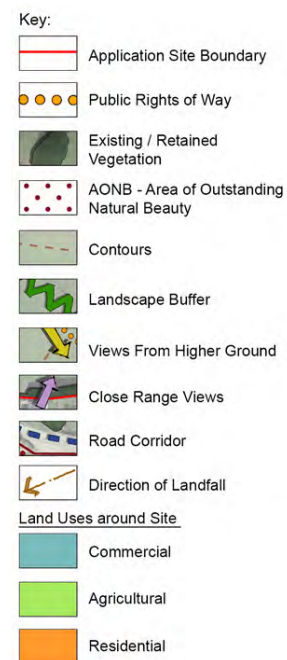 Key:
Application Site Boundary
Public Rights of Way
Existing / Retained
Vegetation
AONB - Area of Outstanding
Natural Beauty
Contours
Landscape Buffer
Views From Higher Ground
Close Range Views
Road Corridor
Direction of Landfall
Land Uses around Site
Commercial
Agricultural
Residential